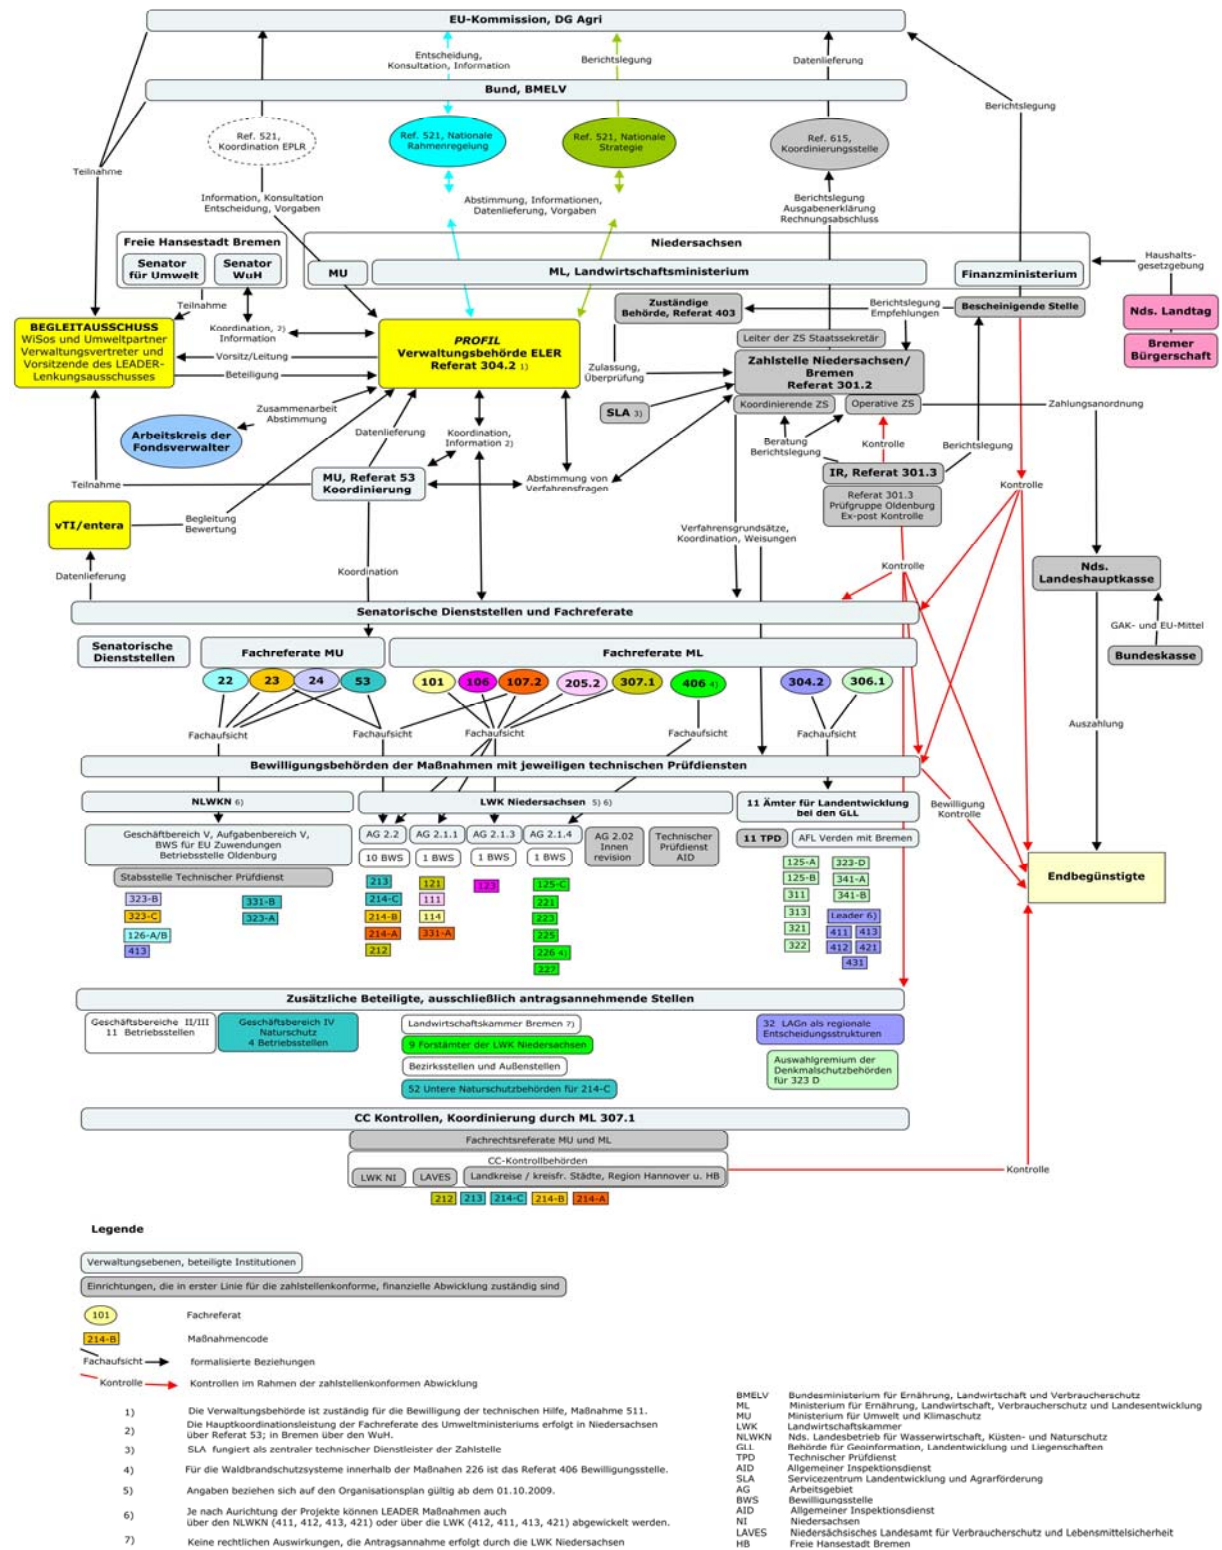 EU-Kommission, DG Agri
Entscheidung,
Konsultation, Information
Berichtslegung
Datenlieferung
Bund, BMELV
Berichtslegung
Ref. 521,
Koordination EPLR
Ref. 521, Nationale
Rahmenregelung
Ref. 521, Nationale
Strategie
Ref. 615,
Koordinierungsstelle
Teilnahme
Information, Konsultation
Entscheidung, Vorgaben
Abstimmung, Informationen,
Datenlieferung, Vorgaben
Berichtslegung
Ausgabenerklärung
Rechnungsabschluss
Freie Hansestadt Bremen
Senator
für Umwelt
Senator
WuH
Niedersachsen
MU
ML, Landwirtschaftsministerium
Finanzministerium
Haushalts-
gesetzgebung
Teilnahme
Zuständige
Behörde, Referat 403
Berichtslegung
Empfehlungen
Bescheinigende Stelle
Nds. Landtag
Bremer
Bürgerschaft
BEGLEITAUSSCHUSS
WiSos und Umweltpartner
Verwaltungsvertreter und
Vorsitzende des LEADER-
Lenkungsausschusses
Koordination, 2)
Information
Vorsitz/Leitung
Beteiligung
PROFIL
Verwaltungsbehörde ELER
Referat 304.2 1)
Leiter der ZS Staatssekretär
Zulassung,
Überprüfung
Zahlstelle Niedersachsen/
Bremen
Referat 301.2
SLA 3)
Koordinierende ZS
Operative ZS
Zahlungsanordnung
Zusammenarbeit
Abstimmung
Arbeitskreis der
Fondsverwalter
Datenlieferung
Koordination,
Information 2)
Beratung
Berichtslegung
Kontrolle
Berichtslegung
MU, Referat 53
Koordinierung
Abstimmung von
Verfahrensfragen
IR, Referat 301.3
Referat 301.3
Prüfgruppe Oldenburg
Ex-post Kontrolle
Teilnahme
Kontrolle
vTI/entera
Begleitung
Bewertung
Verfahrensgrundsätze,
Koordination, Weisungen
Datenlieferung
Koordination
Kontrolle
Nds.
Landeshauptkasse
Senatorische Dienststellen und Fachreferate
GAK- und EU-Mittel
Bundeskasse
Senatorische
Dienststellen
Fachreferate MU
Fachreferate ML
22
23
24
53
101
106
107.2
205.2
307.1
406 4)
304.2
306.1
Fachaufsicht
Fachaufsicht
Fachaufsicht
Fachaufsicht
Fachaufsicht
Auszahlung
Bewilligungsbehörden der Maßnahmen mit jeweiligen technischen Prüfdiensten
NLWKN 6)
LWK Niedersachsen 5) 6)
11 Ämter für Landentwicklung
bei den GLL
Bewilligung
Kontrolle
Geschäftbereich V, Aufgabenbereich V,
BWS für EU Zuwendungen
Betriebsstelle Oldenburg
AG 2.2
AG 2.1.1
AG 2.1.3
AG 2.1.4
AG 2.02
Innen
revision
Technischer
Prüfdienst
AID
11 TPD
AFL Verden mit Bremen
10 BWS
1 BWS
1 BWS
1 BWS
Stabsstelle Technischer Prüfdienst
Endbegünstigte
323-B
323-C
126-A/B
413
331-B
323-A
213
214-C
214-B
214-A
212
121
111
114
331-A
123
125-C
221
223
225
226 4)
227
125-A
125-B
311
313
321
322
323-D
341-A
341-B
Leader 6)
411
413
412
421
431
Zusätzliche Beteiligte, ausschließlich antragsannehmende Stellen
Geschäftsbereiche II/III
11 Betriebsstellen
Geschäftsbereich IV
Naturschutz
4 Betriebsstellen
Landwirtschaftskammer Bremen 7)
9 Forstämter der LWK Niedersachsen
Bezirksstellen und Außenstellen
52 Untere Naturschutzbehörden für 214-C
32 LAGn als regionale
Entscheidungsstrukturen
Auswahlgremium der
Denkmalschutzbehörden
für 323 D
CC Kontrollen, Koordinierung durch ML 307.1
Fachrechtsreferate MU und ML
CC-Kontrollbehörden
LWK NI
LAVES
Landkreise / kreisfr. Städte, Region Hannover u. HB
Kontrolle
212
213
214-C
214-B
214-A
Legende
Verwaltungsebenen, beteiligte Institutionen
Einrichtungen, die in erster Linie für die zahlstellenkonforme, finanzielle Abwicklung zuständig sind
101
Fachreferat
214-B
Maßnahmencode
Fachaufsicht
formalisierte Beziehungen
Kontrolle
Kontrollen im Rahmen der zahlstellenkonformen Abwicklung
1) Die Verwaltungsbehörde ist zuständig für die Bewilligung der technischen Hilfe, Maßnahme 511.
2) Die Hauptkoordinationsleistung der Fachreferate des Umweltministeriums erfolgt in Niedersachsen
über Referat 53; in Bremen über den WuH.
3) SLA fungiert als zentraler technischer Dienstleister der Zahlstelle
4) Für die Waldbrandschutzsysteme innerhalb der Maßnahen 226 ist das Referat 406 Bewilligungsstelle.
5) Angaben beziehen sich auf den Organisationsplan gültig ab dem 01.10.2009.
6) Je nach Aurichtung der Projekte können LEADER Maßnahmen auch
über den NLWKN (411, 412, 413, 421) oder über die LWK (412, 411, 413, 421) abgewickelt werden.
7) Keine rechtlichen Auswirkungen, die Antragsannahme erfolgt durch die LWK Niedersachsen
BMELV Bundesministerium für Ernährung, Landwirtschaft und Verbraucherschutz
ML Ministerium für Ernährung, Landwirtschaft, Verbraucherschutz und Landesentwicklung
MU Ministerium für Umwelt und Klimaschutz
LWK Landwirtschaftskammer
NLWKN Nds. Landesbetrieb für Wasserwirtschaft, Küsten- und Naturschutz
GLL Behörde für Geoinformation, Landentwicklung und Liegenschaften
TPD Technischer Prüfdienst
AID Allgemeiner Inspektionsdienst
SLA Servicezentrum Landentwicklung und Agrarförderung
AG Arbeitsgebiet
BWS Bewilligungsstelle
AID Allgemeiner Inspektionsdienst
NI Niedersachsen
LAVES Niedersächsisches Landesamt für Verbraucherschutz und Lebensmittelsicherheit
HB Freie Hansestadt Bremen